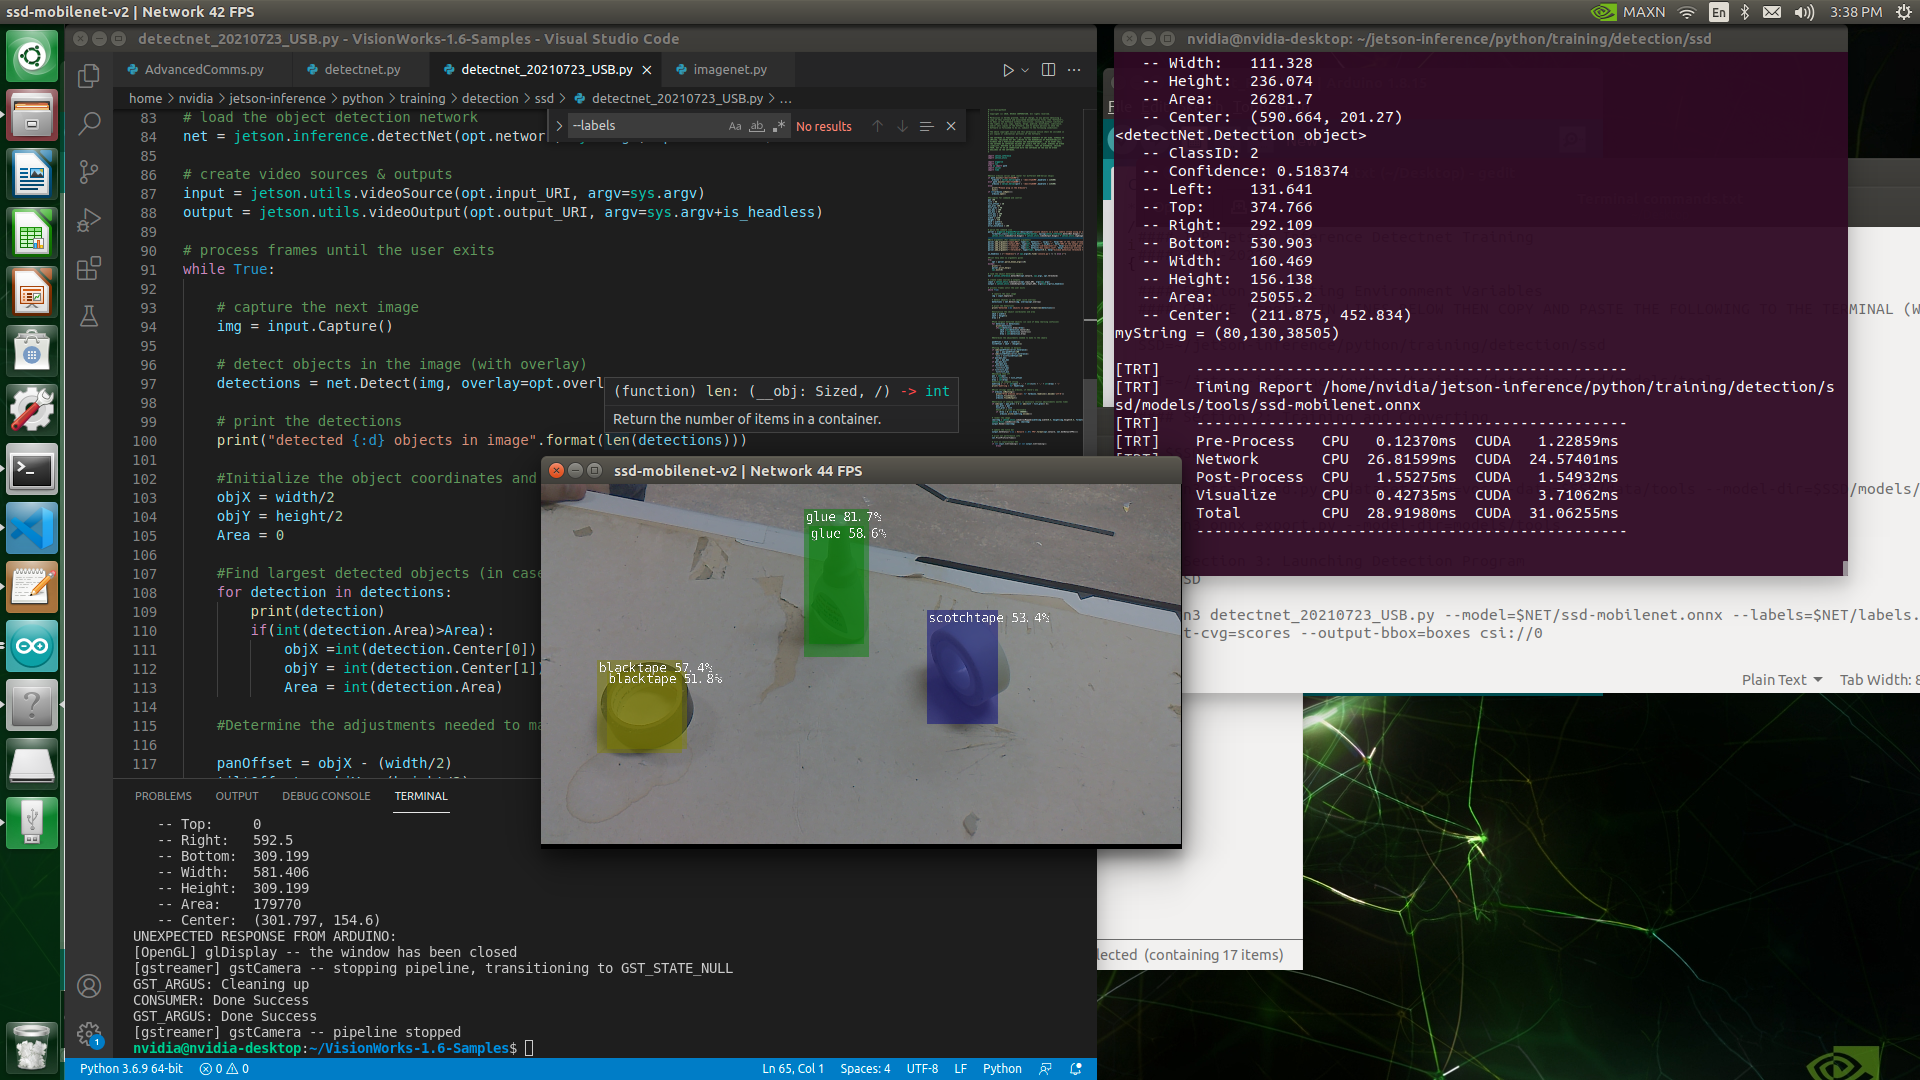 ssd-mobilenet-v2 | Network 42 FPS
MAXN En 3:38 PM
detectnet_20210723_USB.py - VisionWorks-1.6-Samples - Visual Studio Code
AdvancedComms.py detectnet.py detectnet_20210723_USB.py imagenet.py
home > nvidia > jetson-inference > python > training > detection > ssd > detectnet_20210723_USB.py > ...
--labels Aa ab No results
83 # load the object detection network
84 net = jetson.inference.detectNet(opt.networ
85
86 # create video sources & outputs
87 input = jetson.utils.videoSource(opt.input_URI, argv=sys.argv)
88 output = jetson.utils.videoOutput(opt.output_URI, argv=sys.argv+is_headless)
89
90 # process frames until the user exits
91 while True:
92
93 # capture the next image
94 img = input.Capture()
95
96 # detect objects in the image (with overlay)
97 detections = net.Detect(img, overlay=opt.overl
98
99 # print the detections
100 print("detected {:d} objects in image".format(len(detections)))
101
102 #Initialize the object coordinates and
103 objX = width/2
104 objY = height/2
105 Area = 0
106
107 #Find largest detected objects (in case
108 for detection in detections:
109 print(detection)
110 if(int(detection.Area)>Area):
111 objX =int(detection.Center[0])
112 objY = int(detection.Center[1])
113 Area = int(detection.Area)
114
115 #Determine the adjustments needed to ma
116
117 panOffset = objX - (width/2)
(function) len: (__obj: Sized, /) -> int
Return the number of items in a container.
PROBLEMS OUTPUT DEBUG CONSOLE TERMINAL
-- Top: 0
-- Right: 592.5
-- Bottom: 309.199
-- Width: 581.406
-- Height: 309.199
-- Area: 179770
-- Center: (301.797, 154.6)
UNEXPECTED RESPONSE FROM ARDUINO:
[OpenGL] glDisplay -- the window has been closed
[gstreamer] gstCamera -- stopping pipeline, transitioning to GST_STATE_NULL
GST_ARGUS: Cleaning up
CONSUMER: Done Success
GST_ARGUS: Done Success
[gstreamer] gstCamera -- pipeline stopped
nvidia@nvidia-desktop:~/VisionWorks-1.6-Samples$
1
Python 3.6.9 64-bit 0 0 Ln 65, Col 1 Spaces: 4 UTF-8 LF Python
ssd-mobilenet-v2 | Network 44 FPS
glue 81.7%
glue 58.6%
scotchtape 53.4%
blacktape 57.4%
blacktape 51.8%
nvidia@nvidia-desktop: ~/jetson-inference/python/training/detection/ssd
-- Width: 111.328
-- Height: 236.074
-- Area: 26281.7
-- Center: (590.664, 201.27)
<detectNet.Detection object>
-- ClassID: 2
-- Confidence: 0.518374
-- Left: 131.641
-- Top: 374.766
-- Right: 292.109
-- Bottom: 530.903
-- Width: 160.469
-- Height: 156.138
-- Area: 25055.2
-- Center: (211.875, 452.834)
myString = (80,130,38505)
[TRT] --------------------------------------------------
[TRT] Timing Report /home/nvidia/jetson-inference/python/training/detection/s
sd/models/tools/ssd-mobilenet.onnx
[TRT] --------------------------------------------------
[TRT] Pre-Process CPU 0.12370ms CUDA 1.22859ms
Network CPU 26.81599ms CUDA 24.57401ms
Post-Process CPU 1.55275ms CUDA 1.54932ms
Visualize CPU 0.42735ms CUDA 3.71062ms
Total CPU 28.91980ms CUDA 31.06255ms
--------------------------------------------------
SD
n3 detectnet_20210723_USB.py --model=$NET/ssd-mobilenet.onnx --labels=$NET/labels.
t-cvg=scores --output-bbox=boxes csi://0
Plain Text Tab Width: 8
lected (containing 17 items)